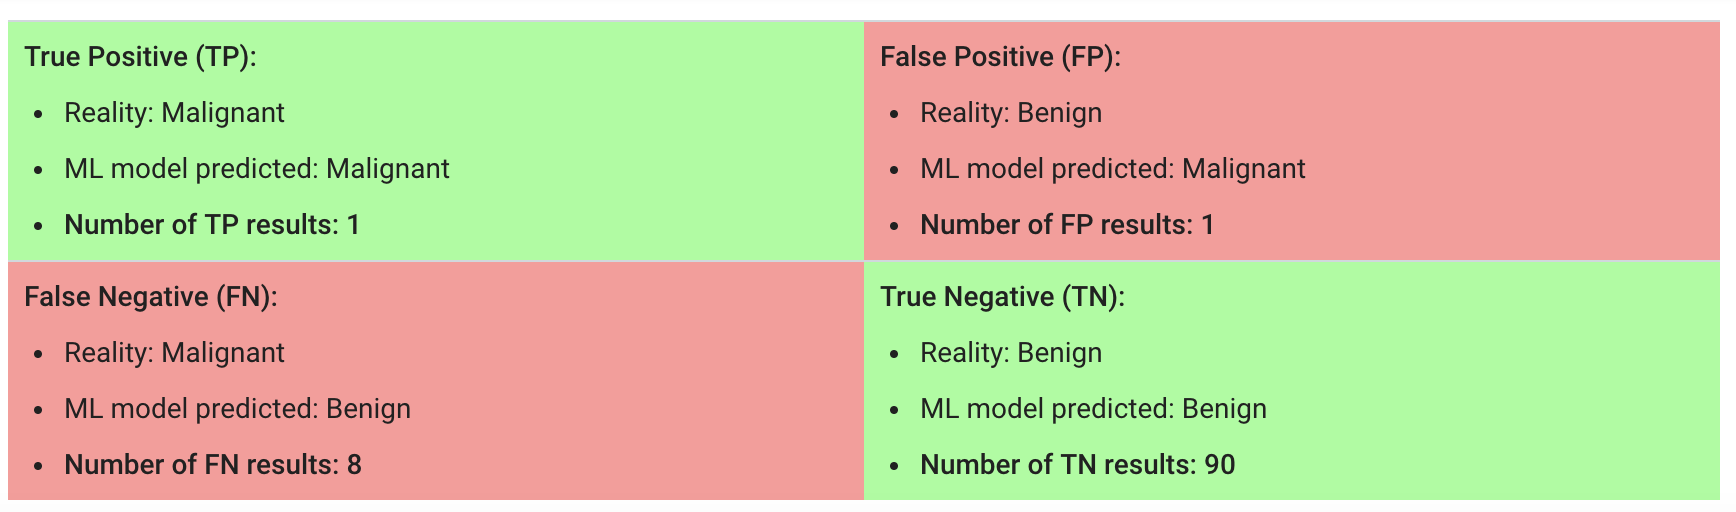 True Positive (TP):
• Reality: Malignant
• ML model predicted: Malignant
• Number of TP results: 1
False Positive (FP):
• Reality: Benign
• ML model predicted: Malignant
• Number of FP results: 1
False Negative (FN):
• Reality: Malignant
• ML model predicted: Benign
• Number of FN results: 8
True Negative (TN):
• Reality: Benign
• ML model predicted: Benign
• Number of TN results: 90